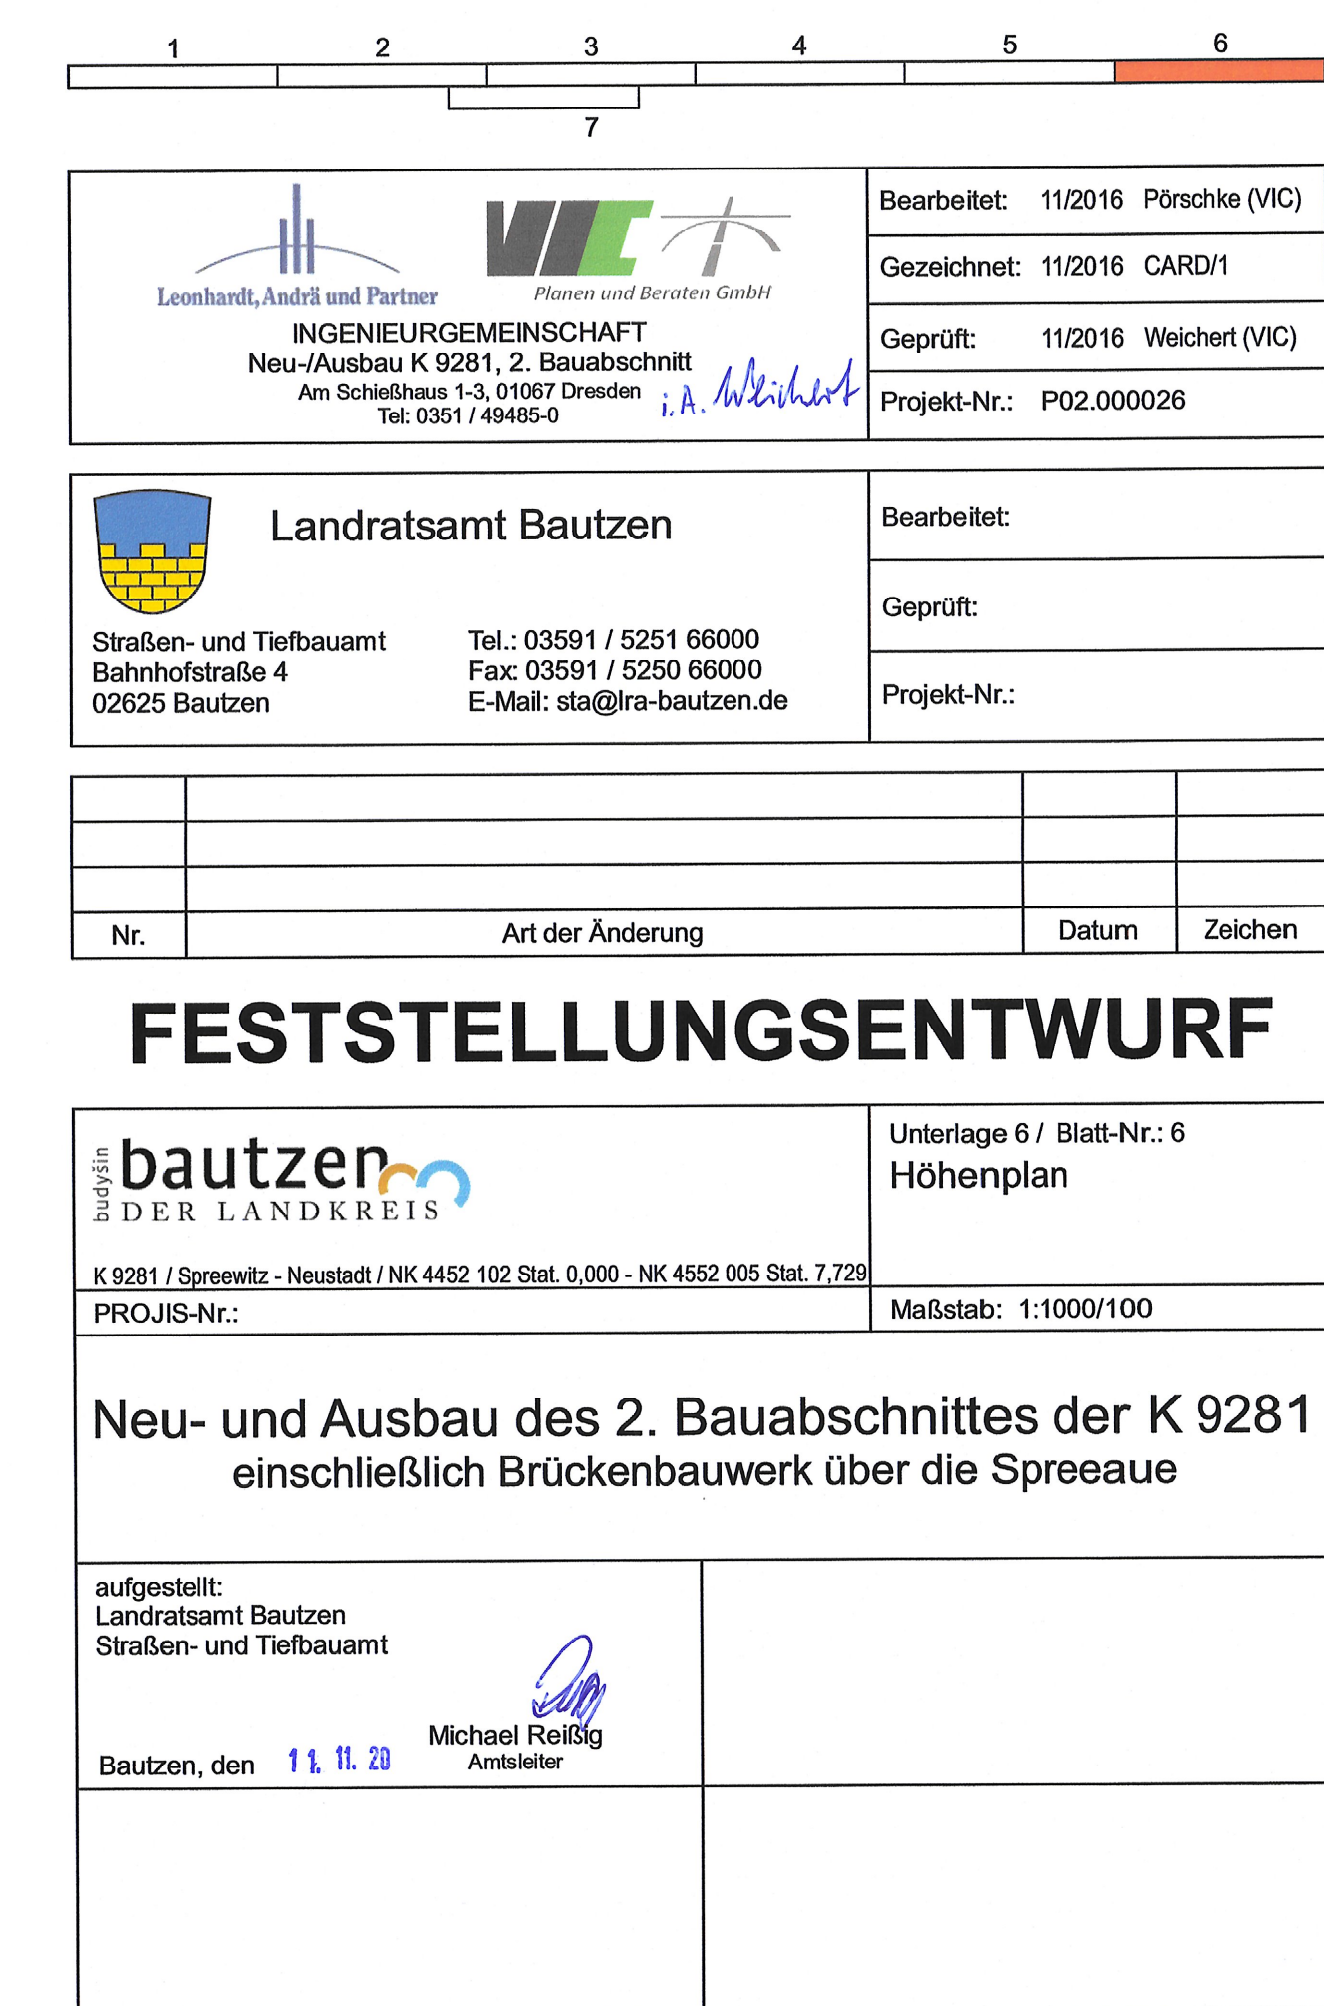 1 2 3 4 5 6
7
Leonhardt, Andrä und Partner
VIC
Planen und Beraten GmbH
INGENIEURGEMEINSCHAFT
Neu-/Ausbau K 9281, 2. Bauabschnitt
Am Schießhaus 1-3, 01067 Dresden
Tel: 0351 / 49485-0
i.A. Weichert
Bearbeitet: 11/2016 Pörschke (VIC)
Gezeichnet: 11/2016 CARD/1
Geprüft: 11/2016 Weichert (VIC)
Projekt-Nr.: P02.000026
Landratsamt Bautzen
Straßen- und Tiefbauamt
Bahnhofstraße 4
02625 Bautzen
Tel.: 03591 / 5251 66000
Fax: 03591 / 5250 66000
E-Mail: sta@lra-bautzen.de
Bearbeitet:
Geprüft:
Projekt-Nr.:
Nr. Art der Änderung Datum Zeichen
FESTSTELLUNGSENTWURF
budyšin
bautzen
DER LANDKREIS
K 9281 / Spreewitz - Neustadt / NK 4452 102 Stat. 0,000 - NK 4552 005 Stat. 7,729
PROJIS-Nr.:
Unterlage 6 / Blatt-Nr.: 6
Höhenplan
Maßstab: 1:1000/100
Neu- und Ausbau des 2. Bauabschnittes der K 9281
einschließlich Brückenbauwerk über die Spreeaue
aufgestellt:
Landratsamt Bautzen
Straßen- und Tiefbauamt
Michael Reißig
Amtsleiter
Bautzen, den 11. 11. 20